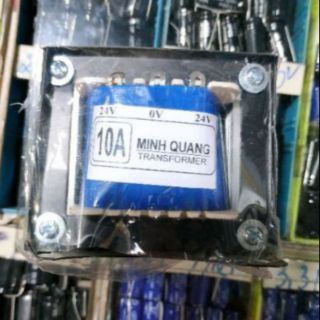 24V 0V 24V
10A
MINH QUANG
TRANSFORMER